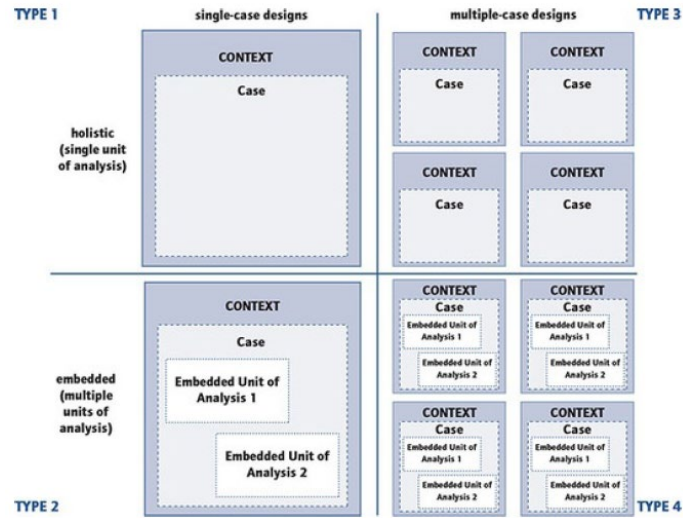 TYPE 1
single-case designs
multiple-case designs
TYPE 3
holistic
(single unit
of analysis)
CONTEXT
Case
CONTEXT
Case
CONTEXT
Case
CONTEXT
Case
CONTEXT
Case
embedded
(multiple
units of
analysis)
CONTEXT
Case
Embedded Unit of
Analysis 1
Embedded Unit of
Analysis 2
CONTEXT
Case
Embedded Unit of
Analysis 1
Embedded Unit of
Analysis 2
CONTEXT
Case
Embedded Unit of
Analysis 1
Embedded Unit of
Analysis 2
CONTEXT
Case
Embedded Unit of
Analysis 1
Embedded Unit of
Analysis 2
CONTEXT
Case
Embedded Unit of
Analysis 1
Embedded Unit of
Analysis 2
TYPE 2
TYPE 4